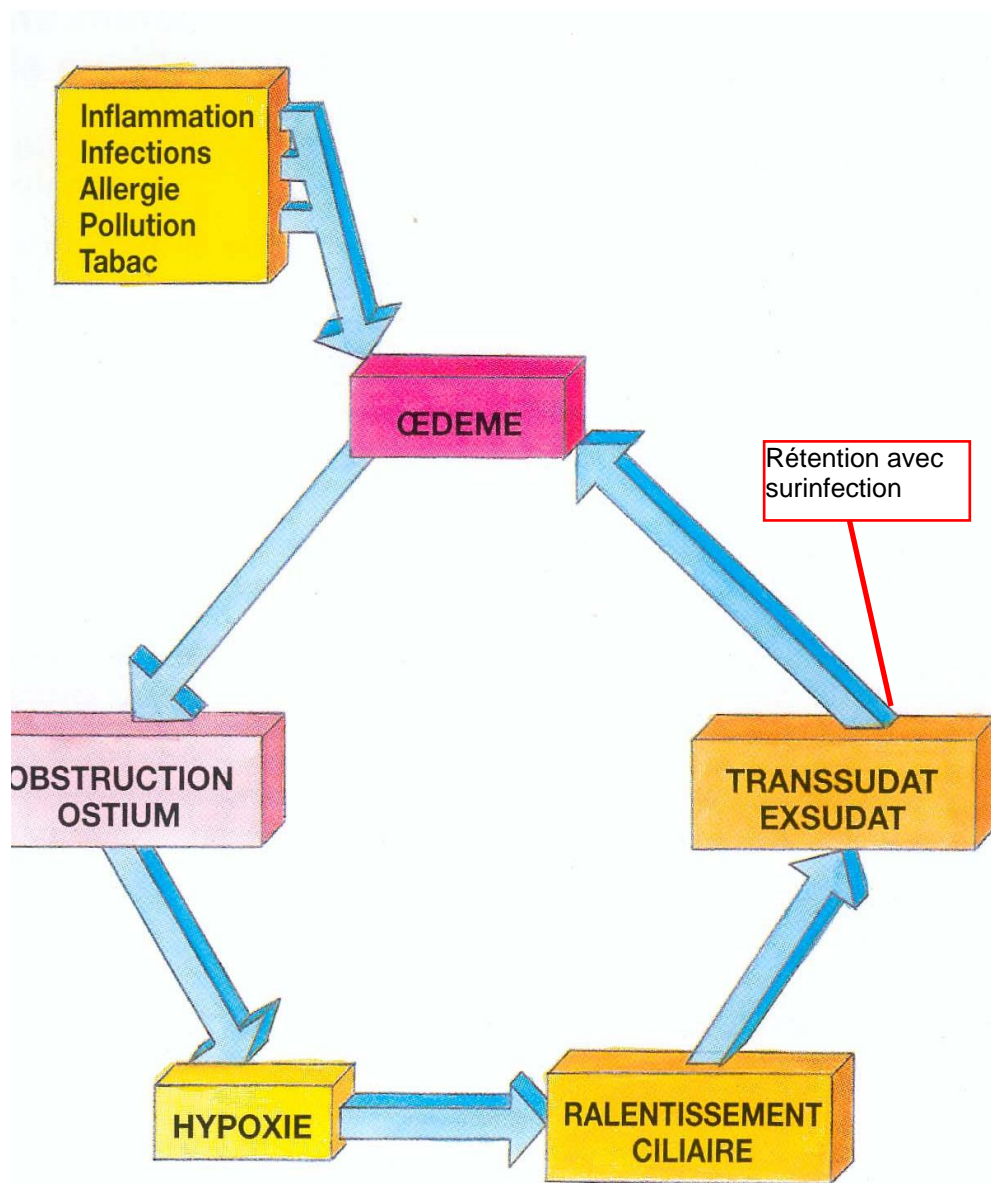 Inflammation
Infections
Allergie
Pollution
Tabac
ŒDEME
Rétention avec
surinfection
OBSTRUCTION
OSTIUM
TRANSSUDAT
EXSUDAT
HYPOXIE
RALENTISSEMENT
CILIAIRE